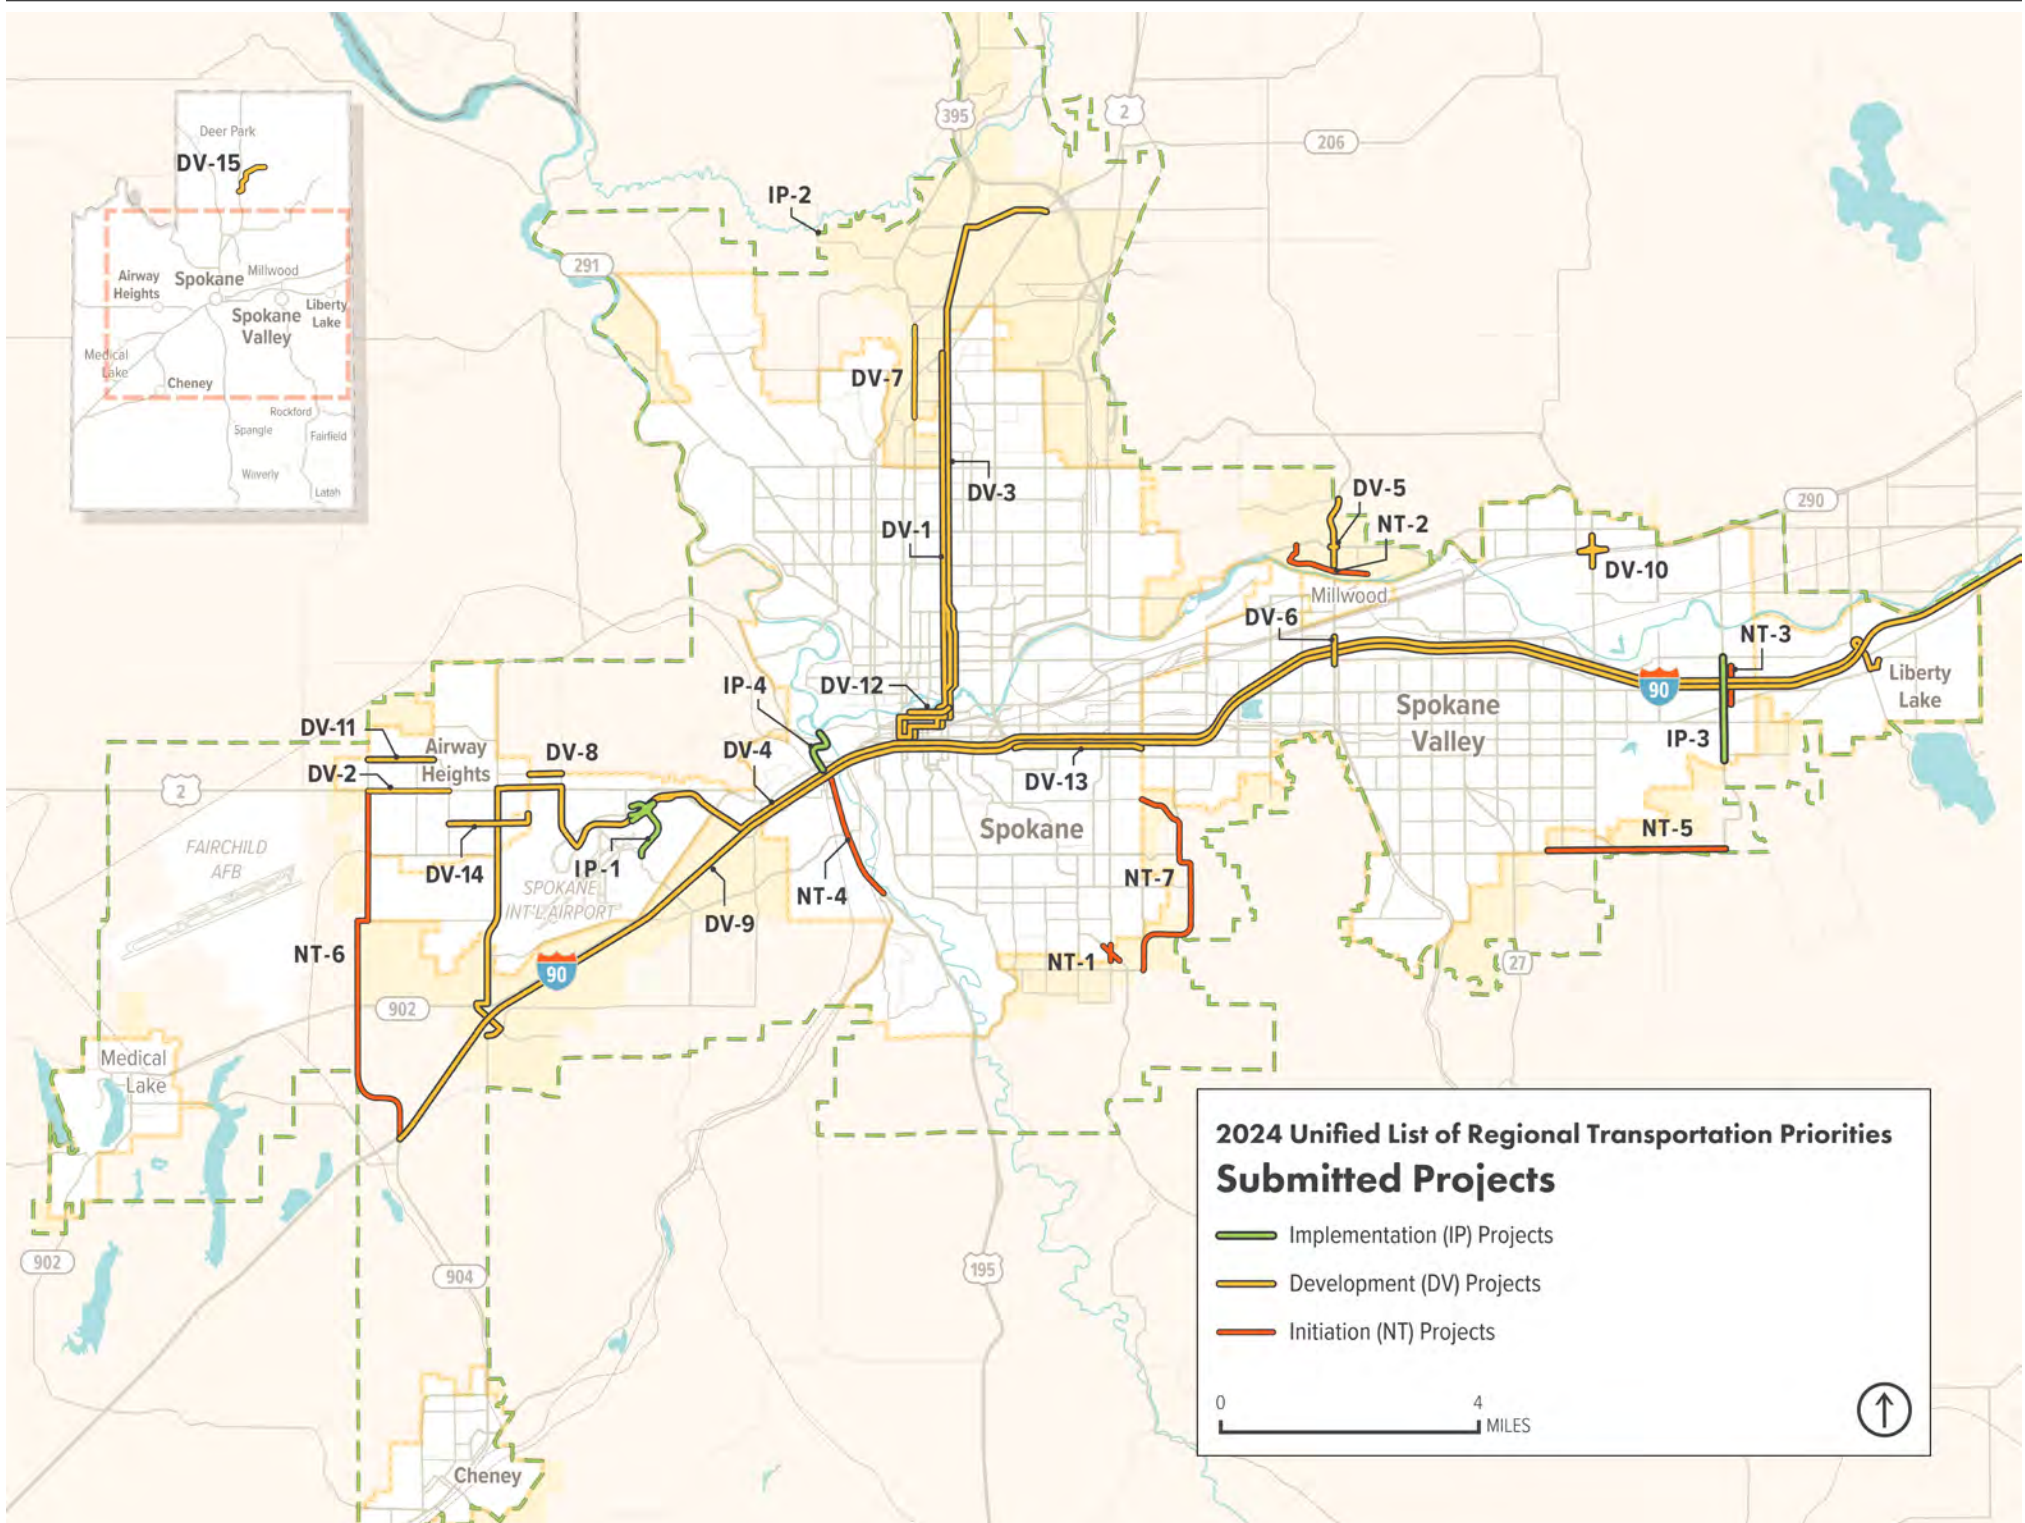 395
2
206
Deer Park
DV-15
IP-2
291
Airway
Heights
Spokane
Millwood
Spokane
Valley
Liberty
Lake
Medical
Lake
Cheney
Rockford
Spangle
Fairfield
Waverly
Latah
DV-7
DV-3
DV-1
DV-5
NT-2
290
DV-10
Millwood
DV-6
NT-3
IP-4
DV-12
90
Liberty
Lake
Spokane
Valley
IP-3
DV-11
Airway
Heights
DV-8
DV-4
DV-2
2
DV-13
Spokane
NT-5
FAIRCHILD
AFB
DV-14
IP-1
SPOKANE
INT'L AIRPORT
NT-4
NT-7
DV-9
NT-6
90
NT-1
27
902
Medical
Lake
902
904
195
Cheney
2024 Unified List of Regional Transportation Priorities
Submitted Projects
Implementation (IP) Projects
Development (DV) Projects
Initiation (NT) Projects
0 4
MILES